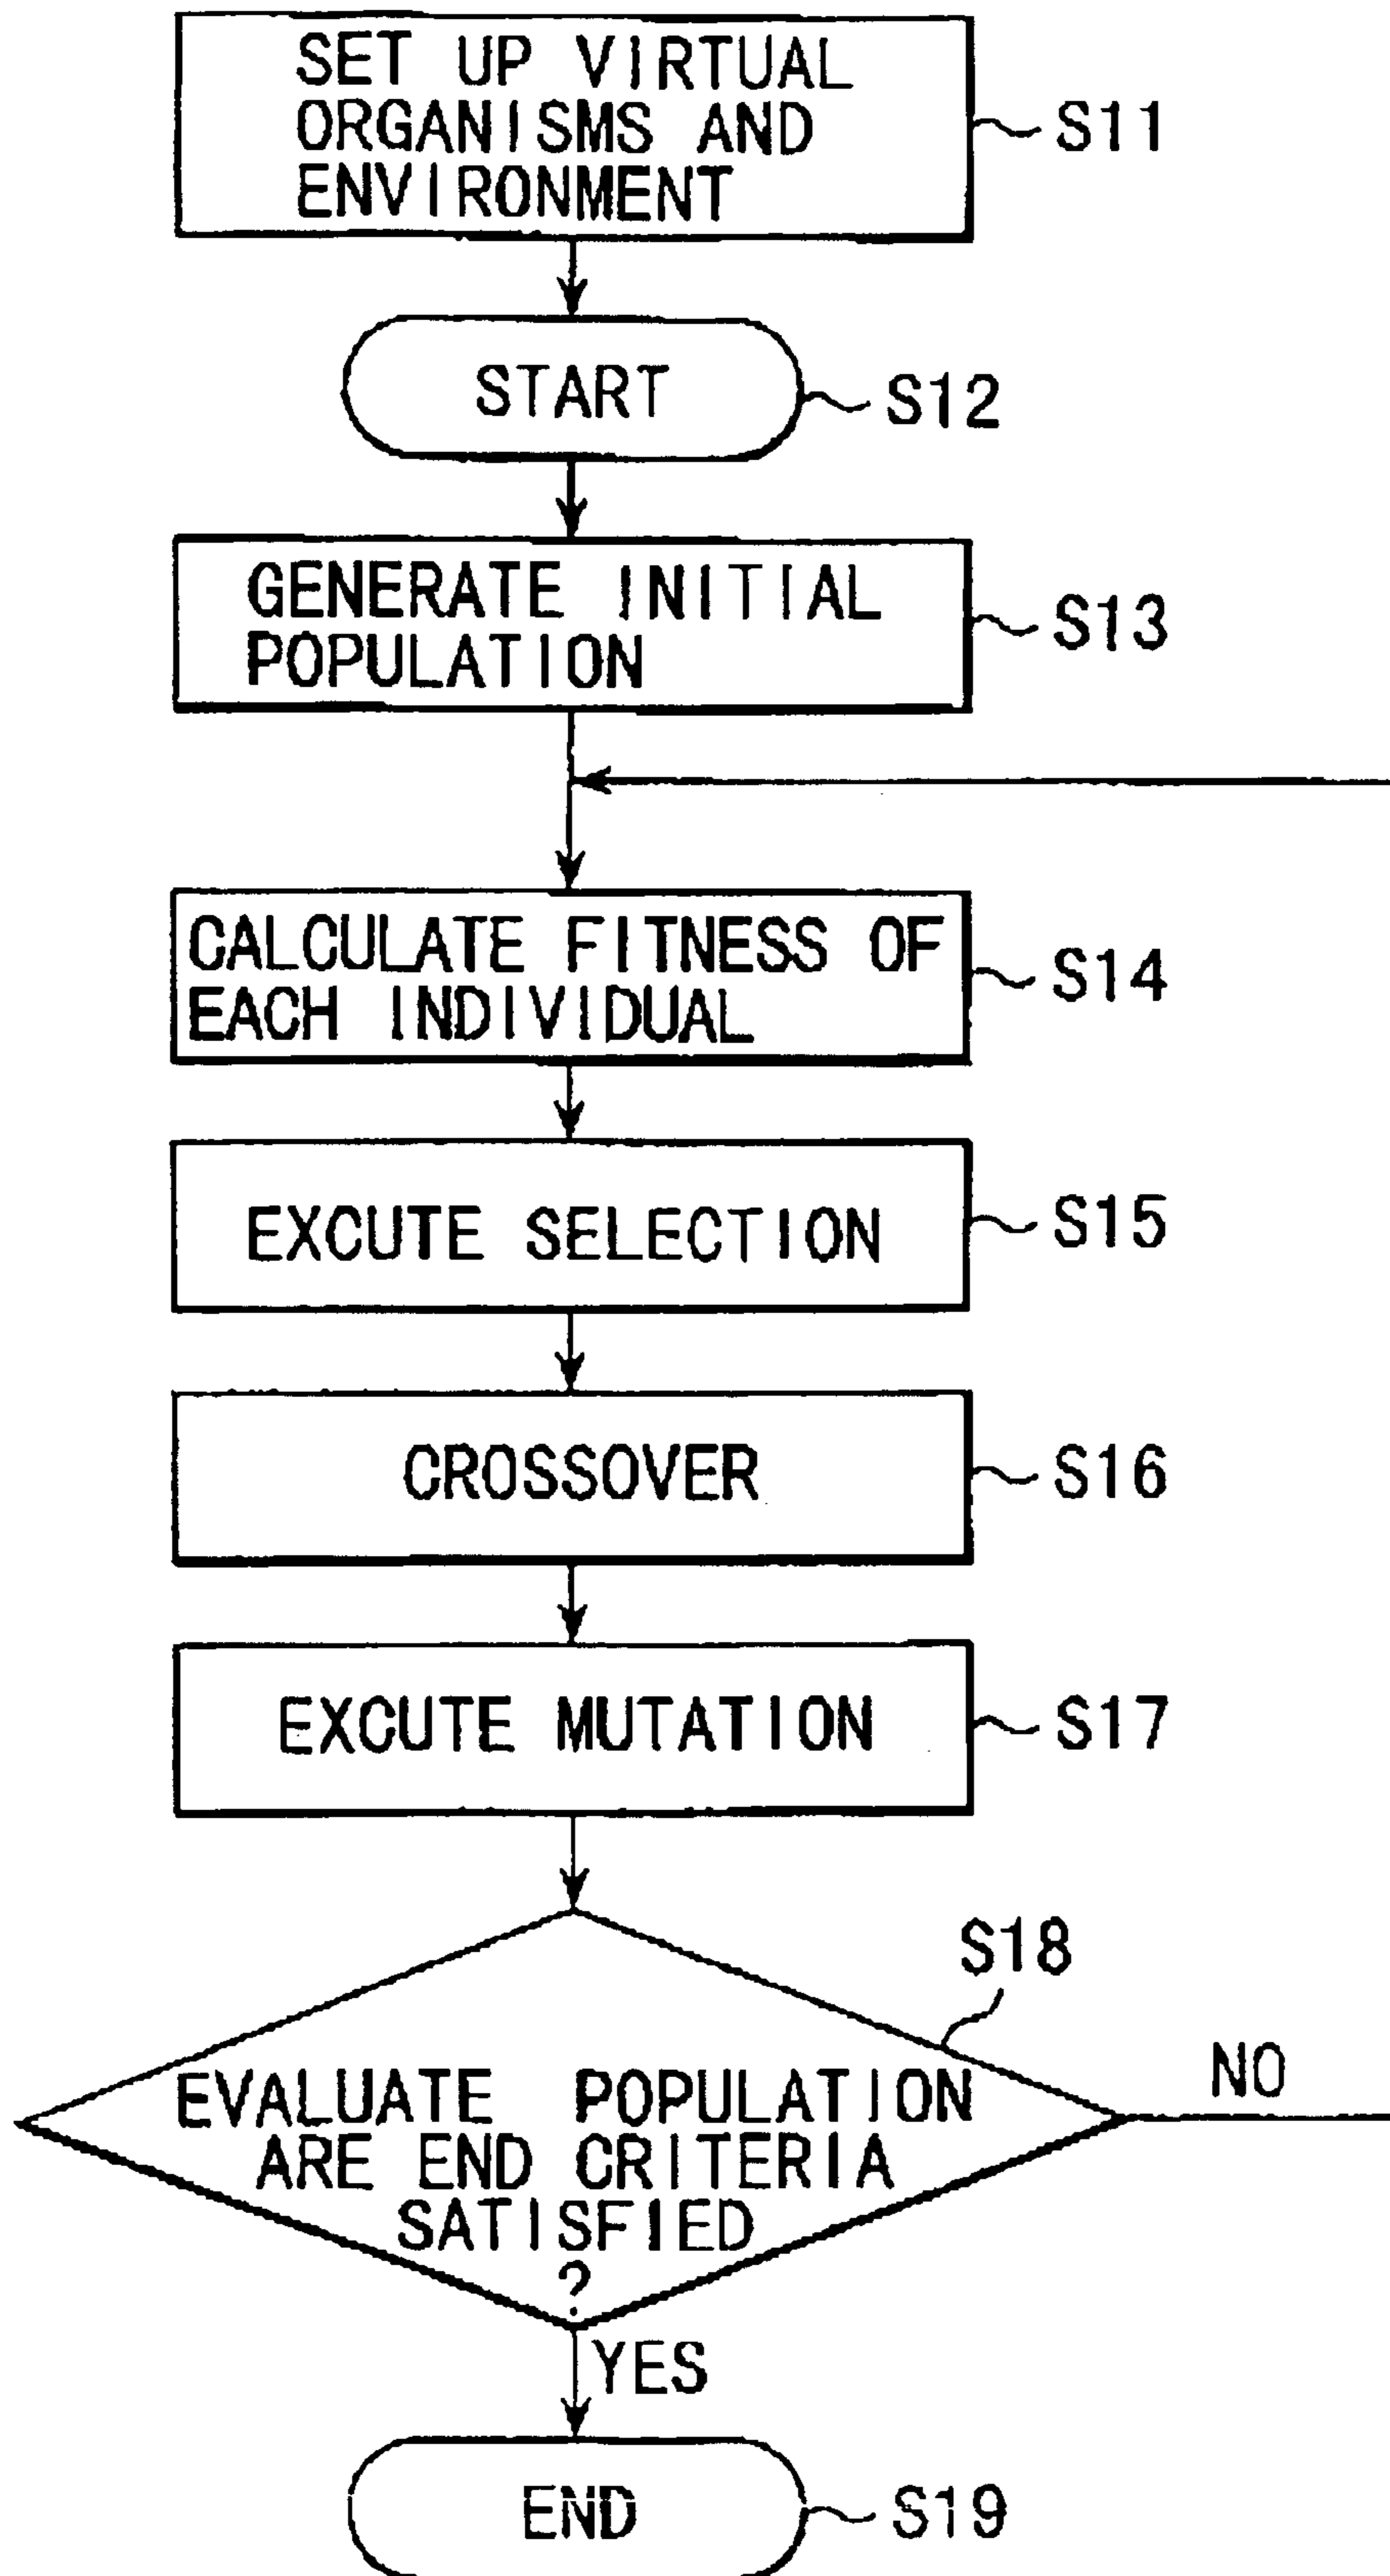 SET UP VIRTUAL
ORGANISMS AND
ENVIRONMENT
S11
START
S12
GENERATE INITIAL
POPULATION
S13
CALCULATE FITNESS OF
EACH INDIVIDUAL
S14
EXCUTE SELECTION
S15
CROSSOVER
S16
EXCUTE MUTATION
S17
S18
EVALUATE POPULATION
ARE END CRITERIA
SATISFIED
?
NO
YES
END
S19